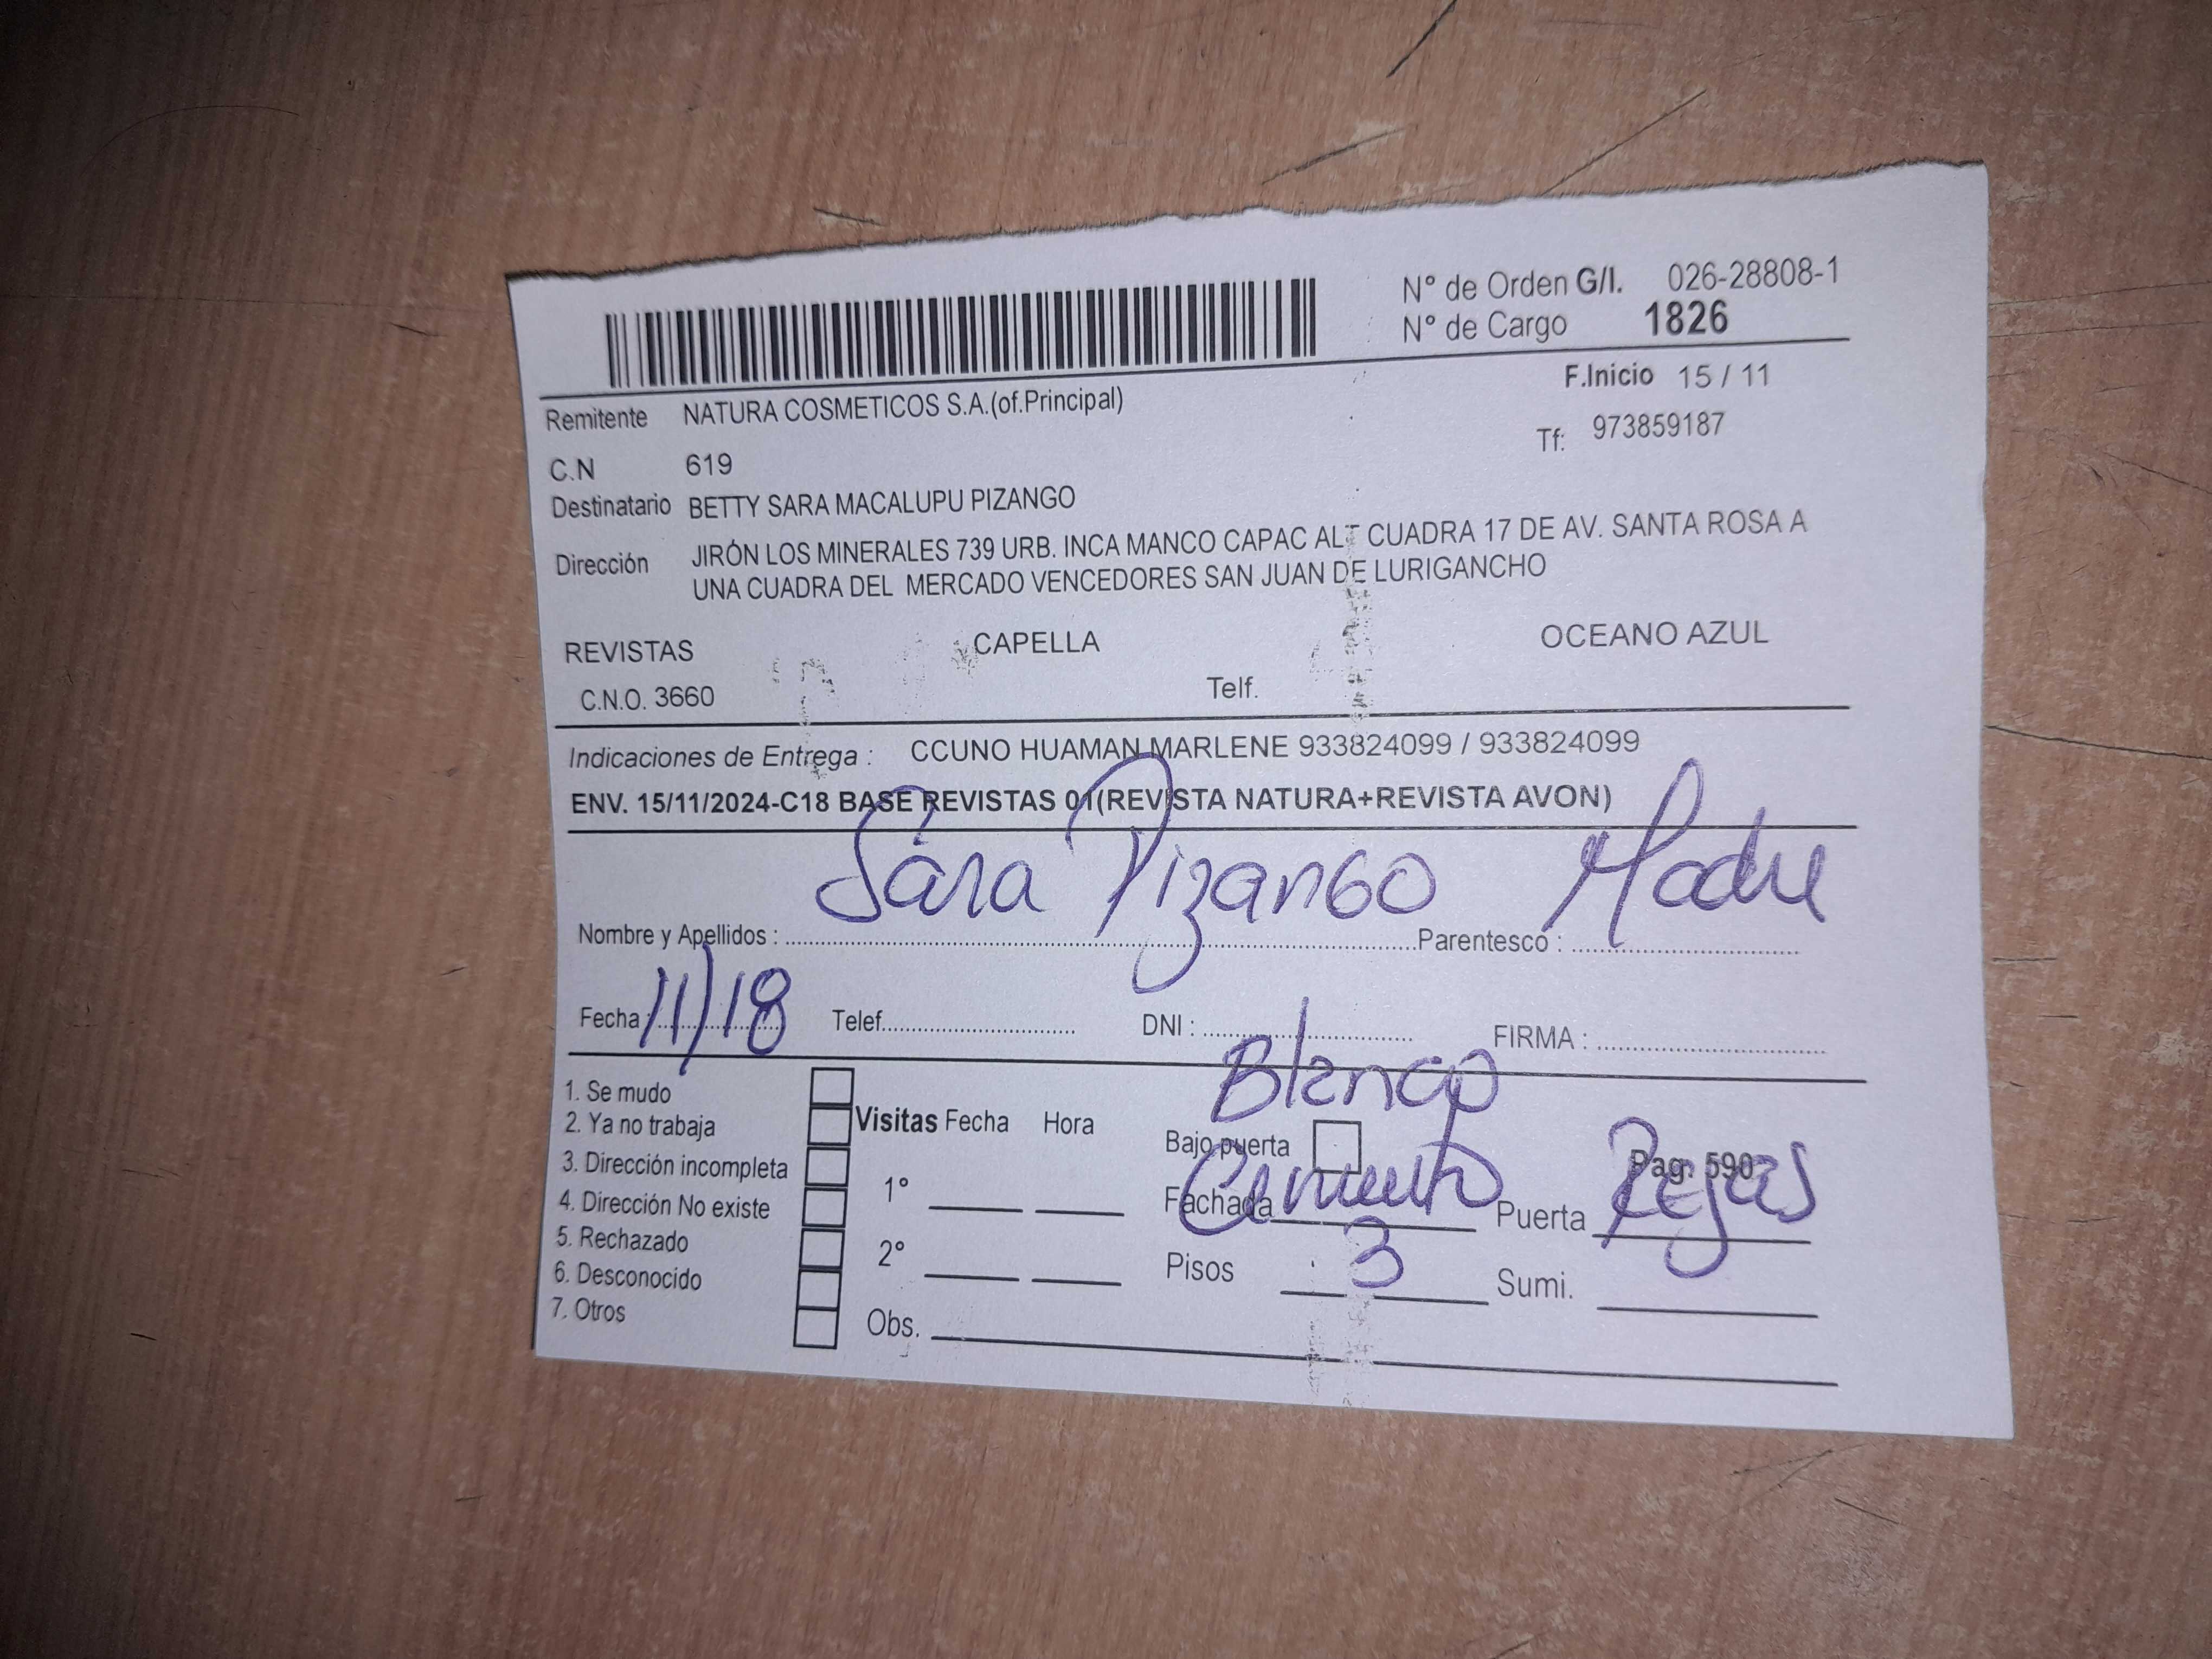 N° de Orden G/I. 026-28808-1
N° de Cargo 1826
F.Inicio 15 / 11
Remitente NATURA COSMETICOS S.A.(of.Principal)
Tf: 973859187
C.N 619
Destinatario BETTY SARA MACALUPU PIZANGO
Dirección JIRÓN LOS MINERALES 739 URB. INCA MANCO CAPAC ALT CUADRA 17 DE AV. SANTA ROSA A
UNA CUADRA DEL MERCADO VENCEDORES SAN JUAN DE LURIGANCHO
REVISTAS CAPELLA OCEANO AZUL
C.N.O. 3660 Telf.
Indicaciones de Entrega : CCUNO HUAMAN MARLENE 933824099 / 933824099
ENV. 15/11/2024-C18 BASE REVISTAS 01(REVISTA NATURA+REVISTA AVON)
Nombre y Apellidos : Sara Pizango Parentesco : Madre
Fecha : 11/18 Telef. DNI : FIRMA :
Blanco
1. Se mudo
2. Ya no trabaja
3. Dirección incompleta
4. Dirección No existe
5. Rechazado
6. Desconocido
7. Otros
Visitas Fecha Hora
1°
2°
Obs.
Bajo puerta Pag. 590
Fachada Cemento Puerta Rejas
Pisos 3 Sumi.